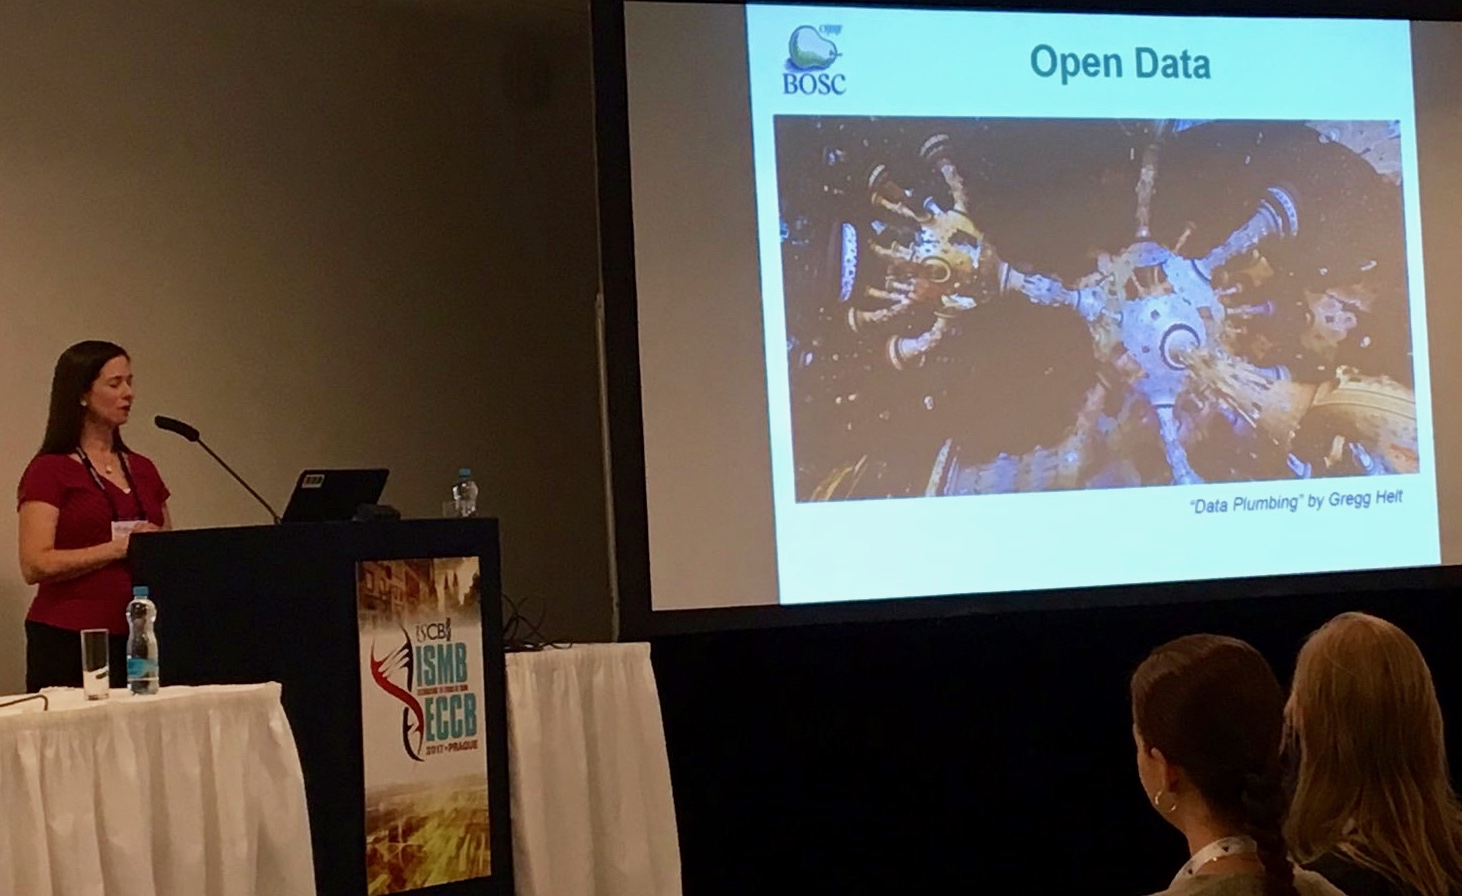 BOSC
Open Data
"Data Plumbing" by Gregg Helt
ISCB
ISMB
ECCB
2017 • PRAGUE